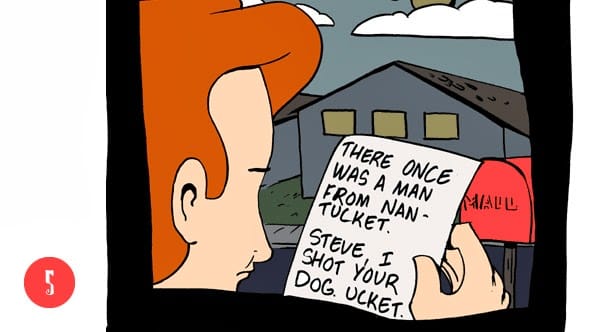 THERE ONCE
WAS A MAN
FROM NAN-
TUCKET.
STEVE, I
SHOT YOUR
DOG. UCKET.
MAIL
5